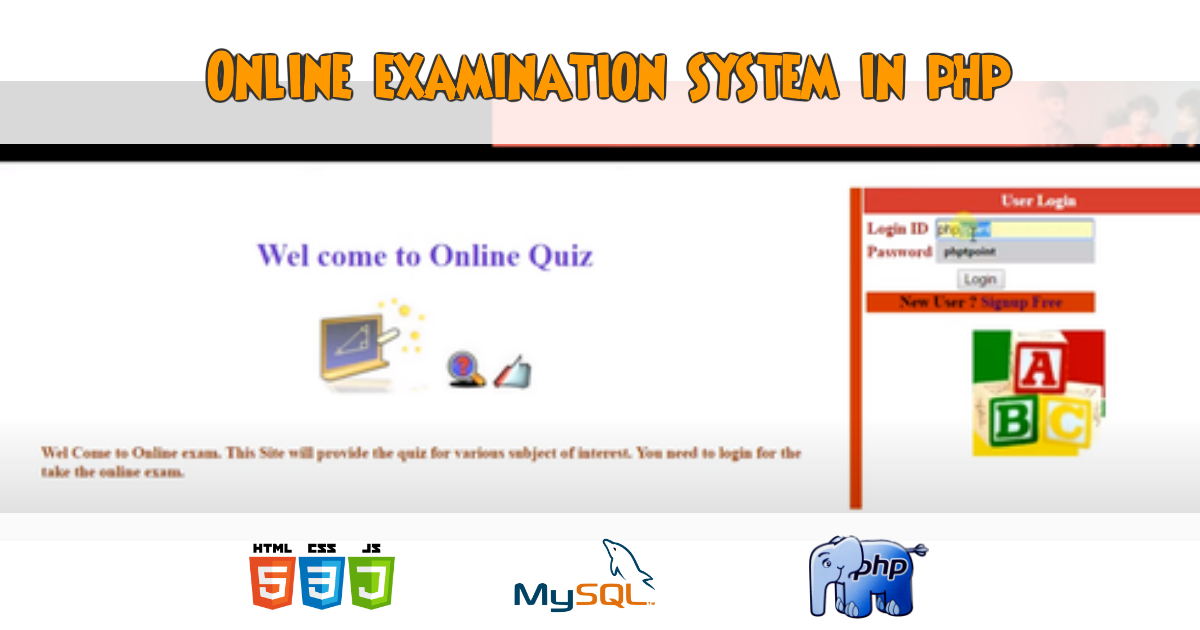 Online examination system in php
User Login
Login ID
Password phptpoint
Login
New User ? Signup Free
Wel come to Online Quiz
?
A
B C
Wel Come to Online exam. This Site will provide the quiz for various subject of interest. You need to login for the
take the online exam.
HTML CSS JS
5 3 J
MySQL
php